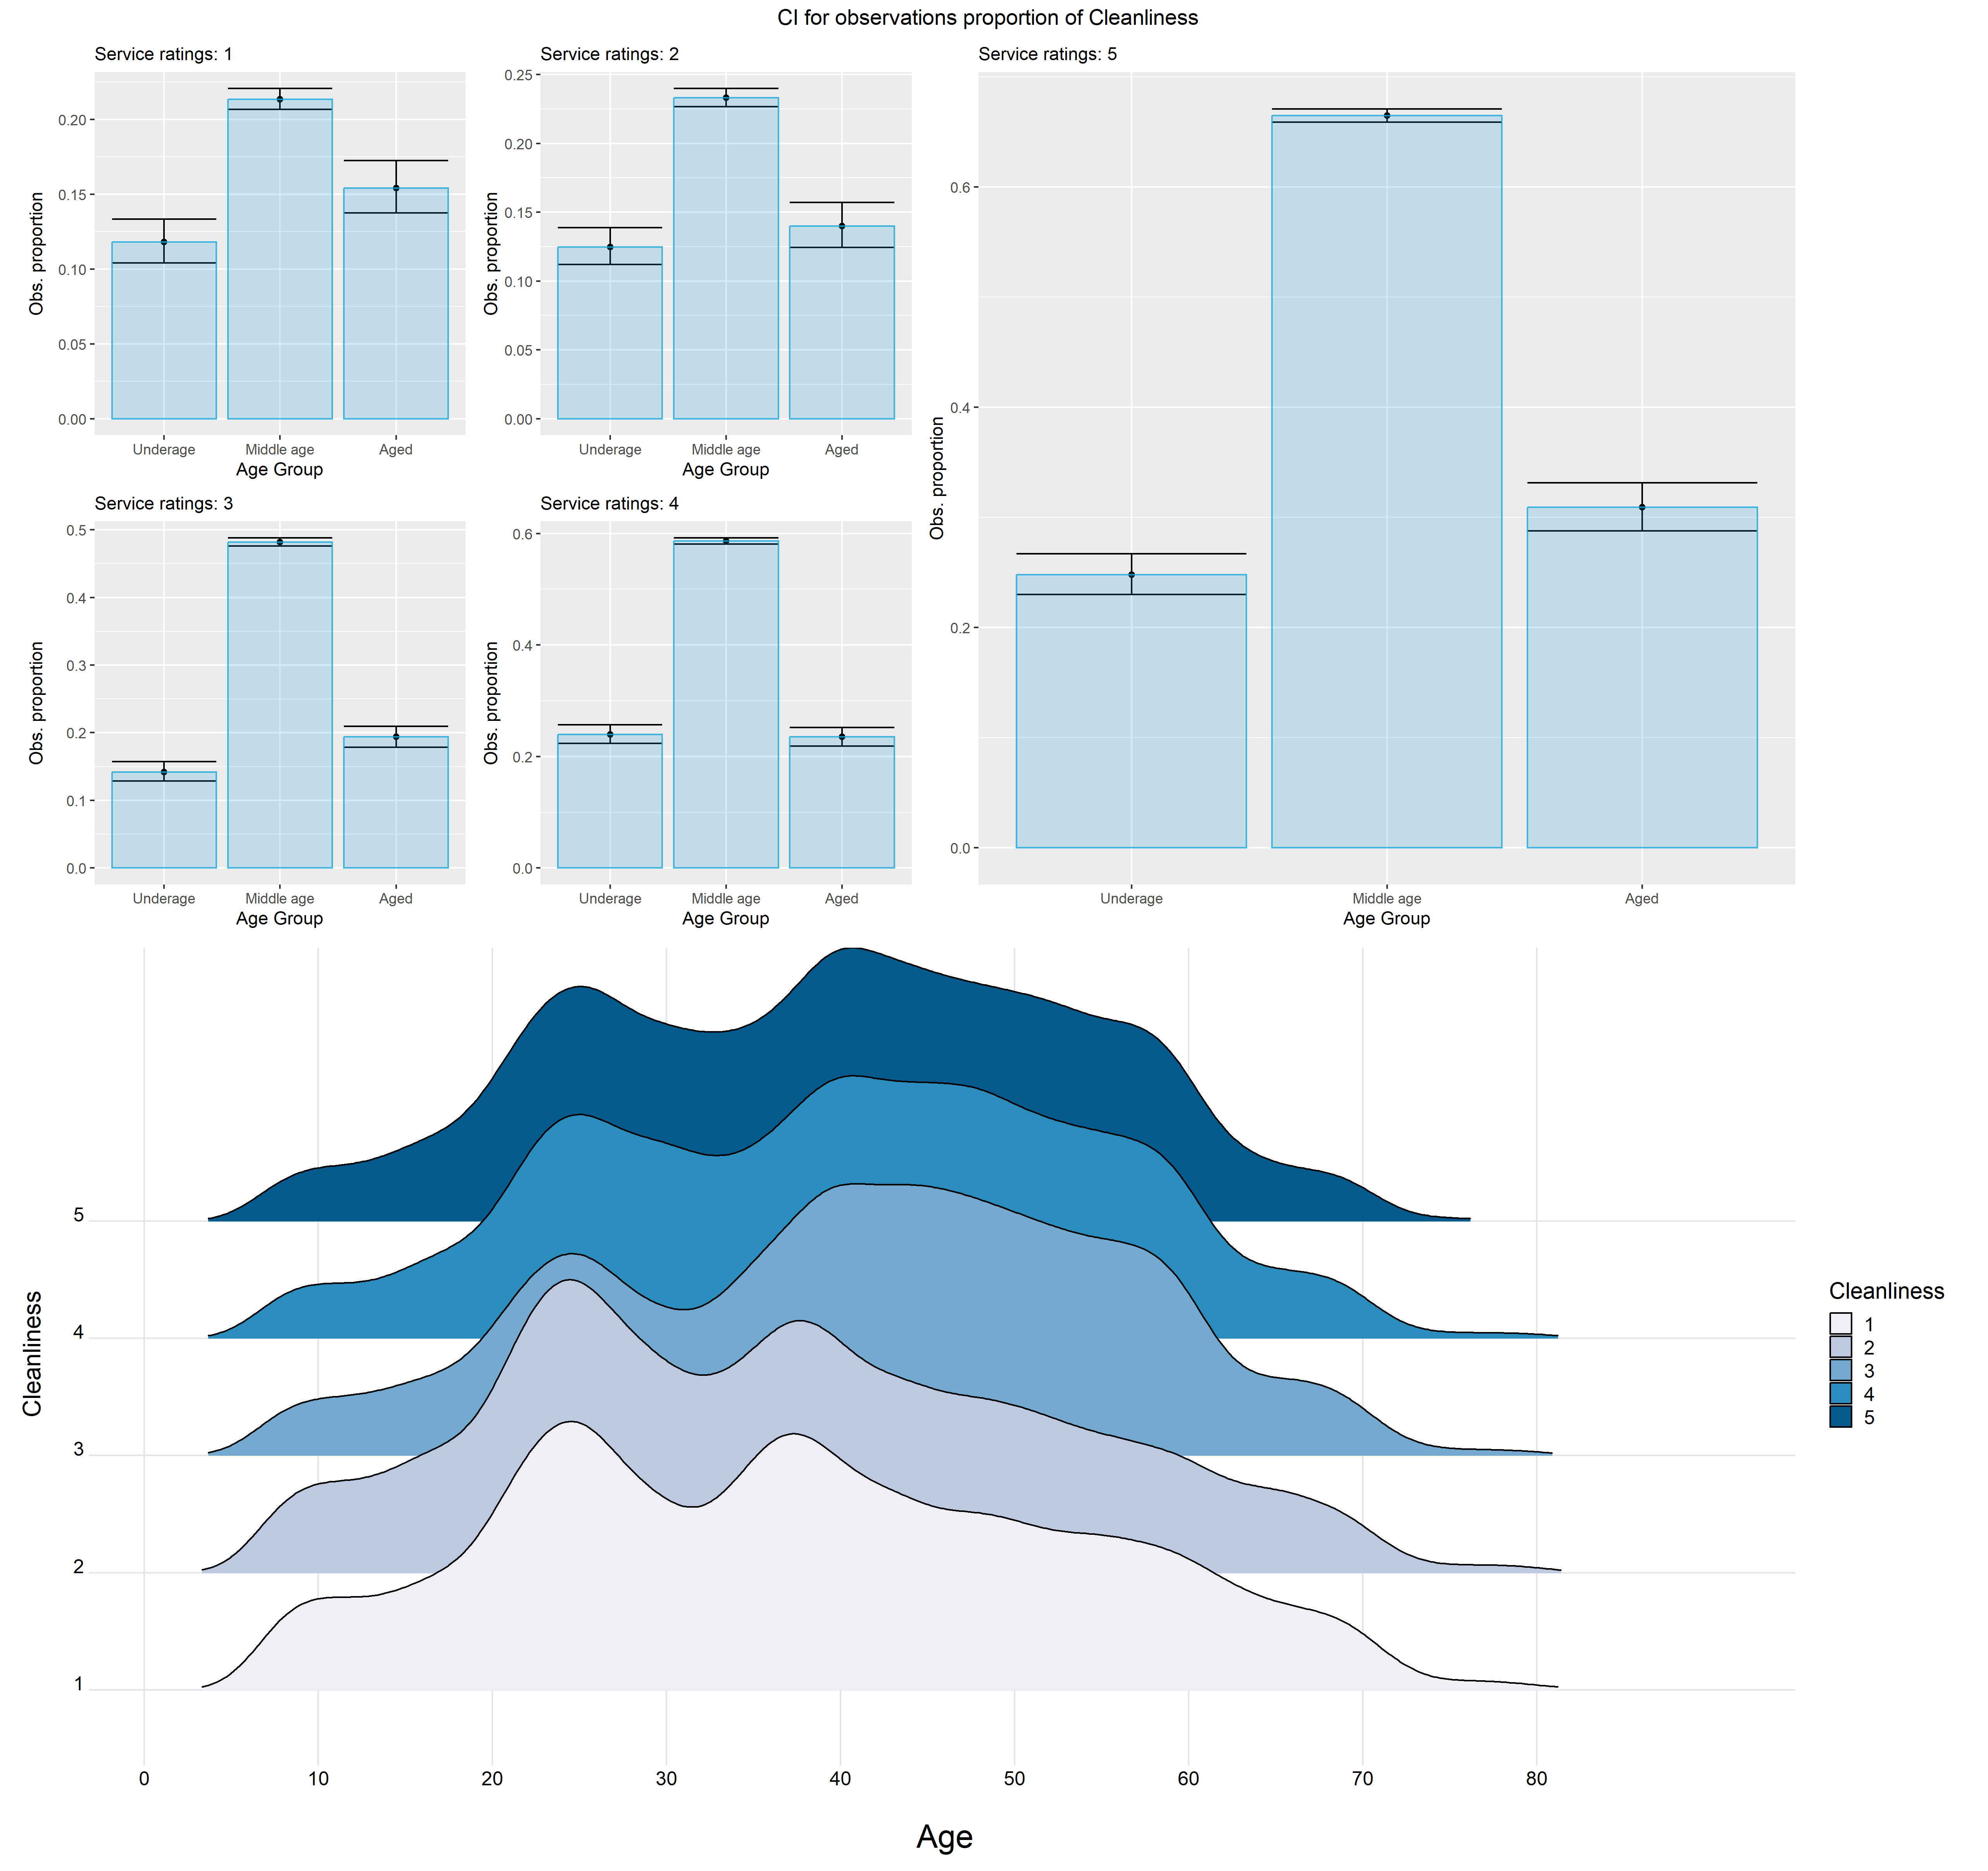 CI for observations proportion of Cleanliness
Service ratings: 1
Obs. proportion
0.20
0.15
0.10
0.05
0.00
Underage Middle age Aged
Age Group
Service ratings: 2
Obs. proportion
0.25
0.20
0.15
0.10
0.05
0.00
Underage Middle age Aged
Age Group
Service ratings: 5
Obs. proportion
0.6
0.4
0.2
0.0
Underage Middle age Aged
Age Group
Service ratings: 3
Obs. proportion
0.5
0.4
0.3
0.2
0.1
0.0
Underage Middle age Aged
Age Group
Service ratings: 4
Obs. proportion
0.6
0.4
0.2
0.0
Underage Middle age Aged
Age Group
Cleanliness
5
4
3
2
1
0 10 20 30 40 50 60 70 80
Age
Cleanliness
1
2
3
4
5